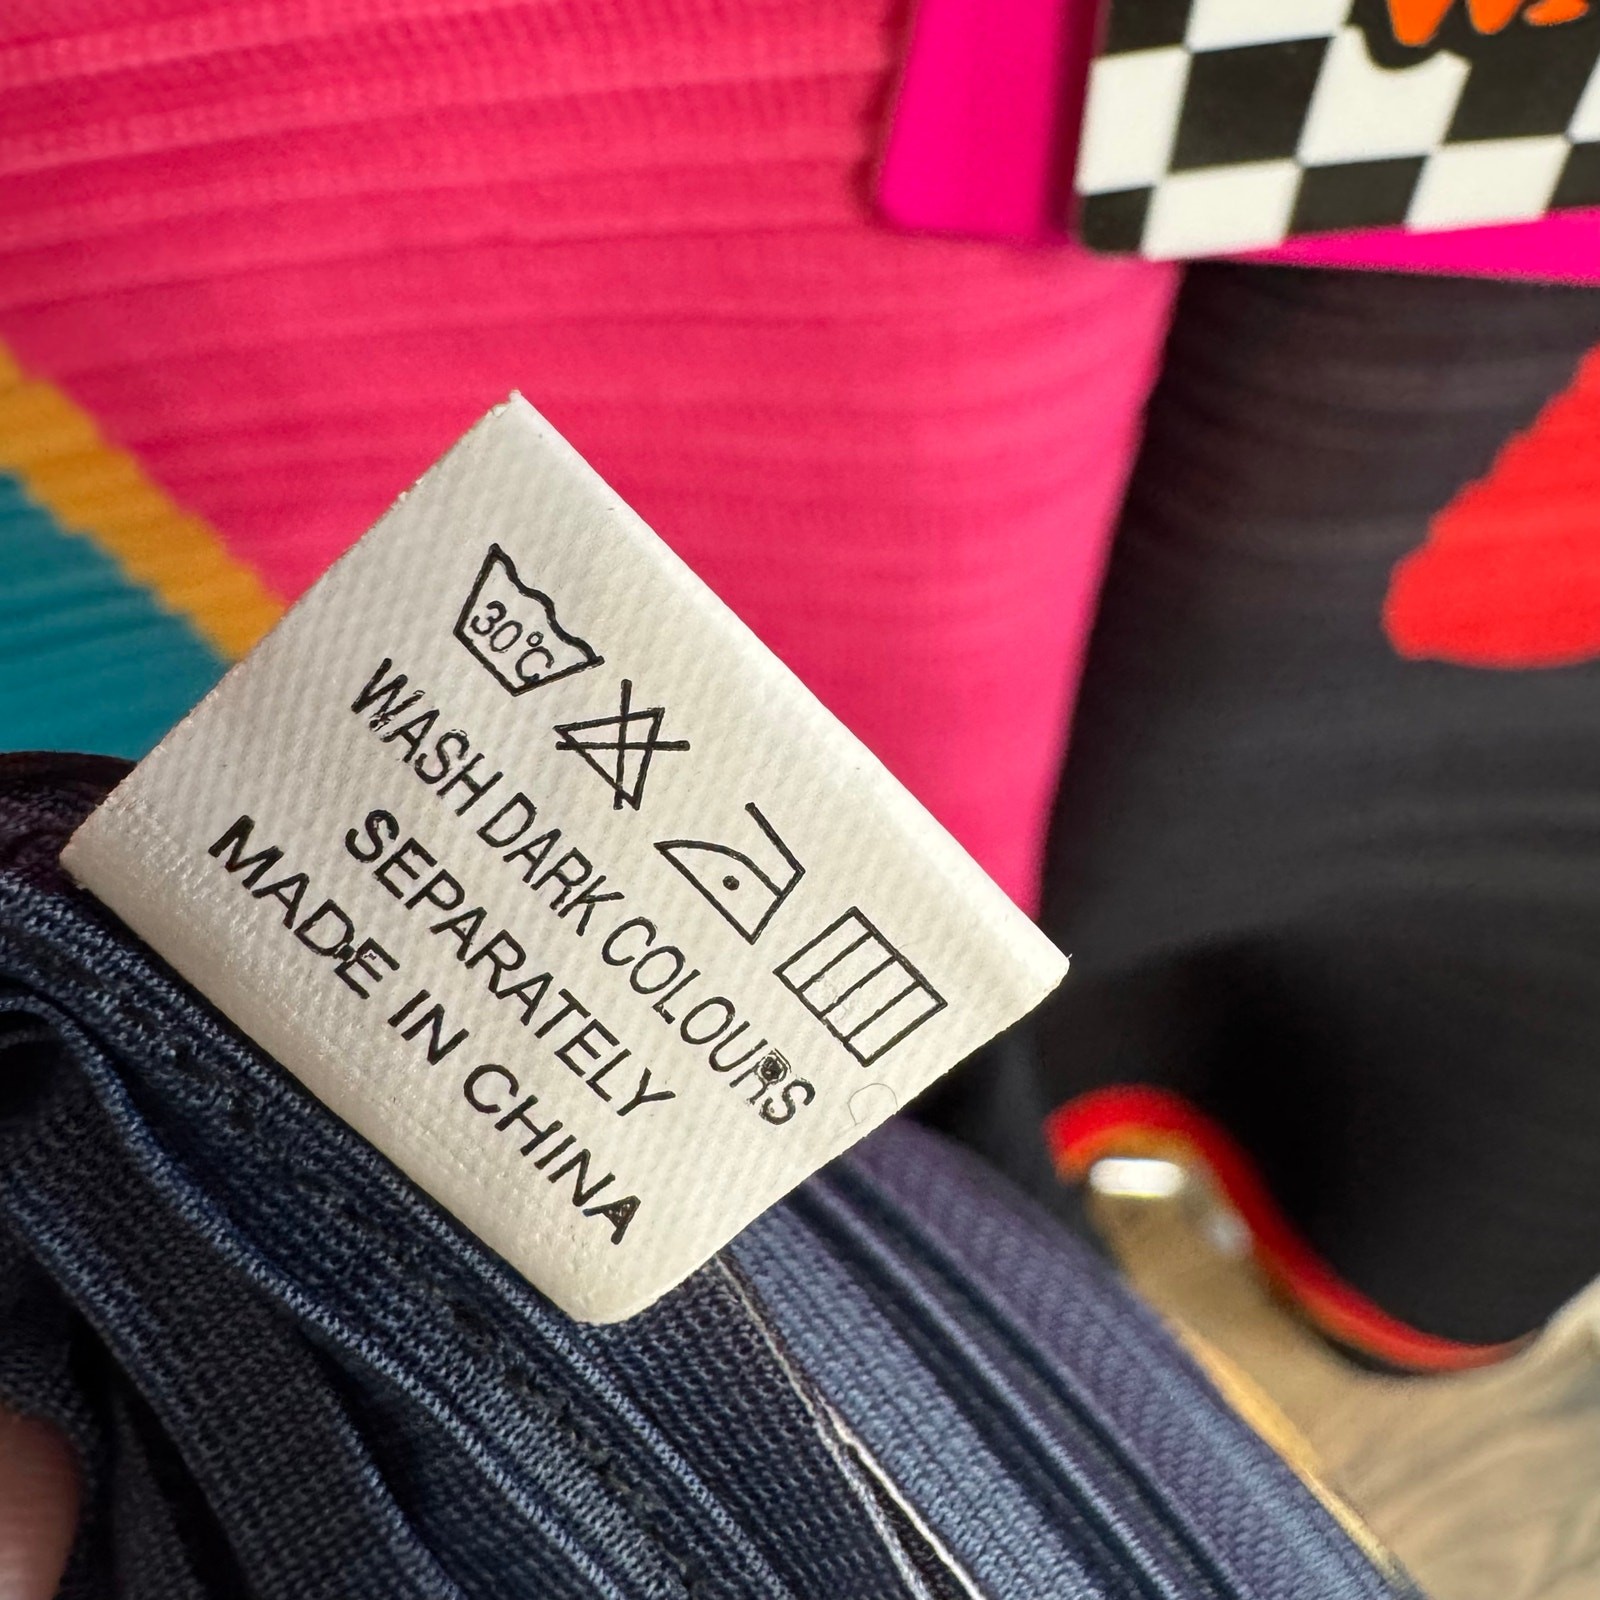 30°C
WASH DARK COLOURS
SEPARATELY
MADE IN CHINA